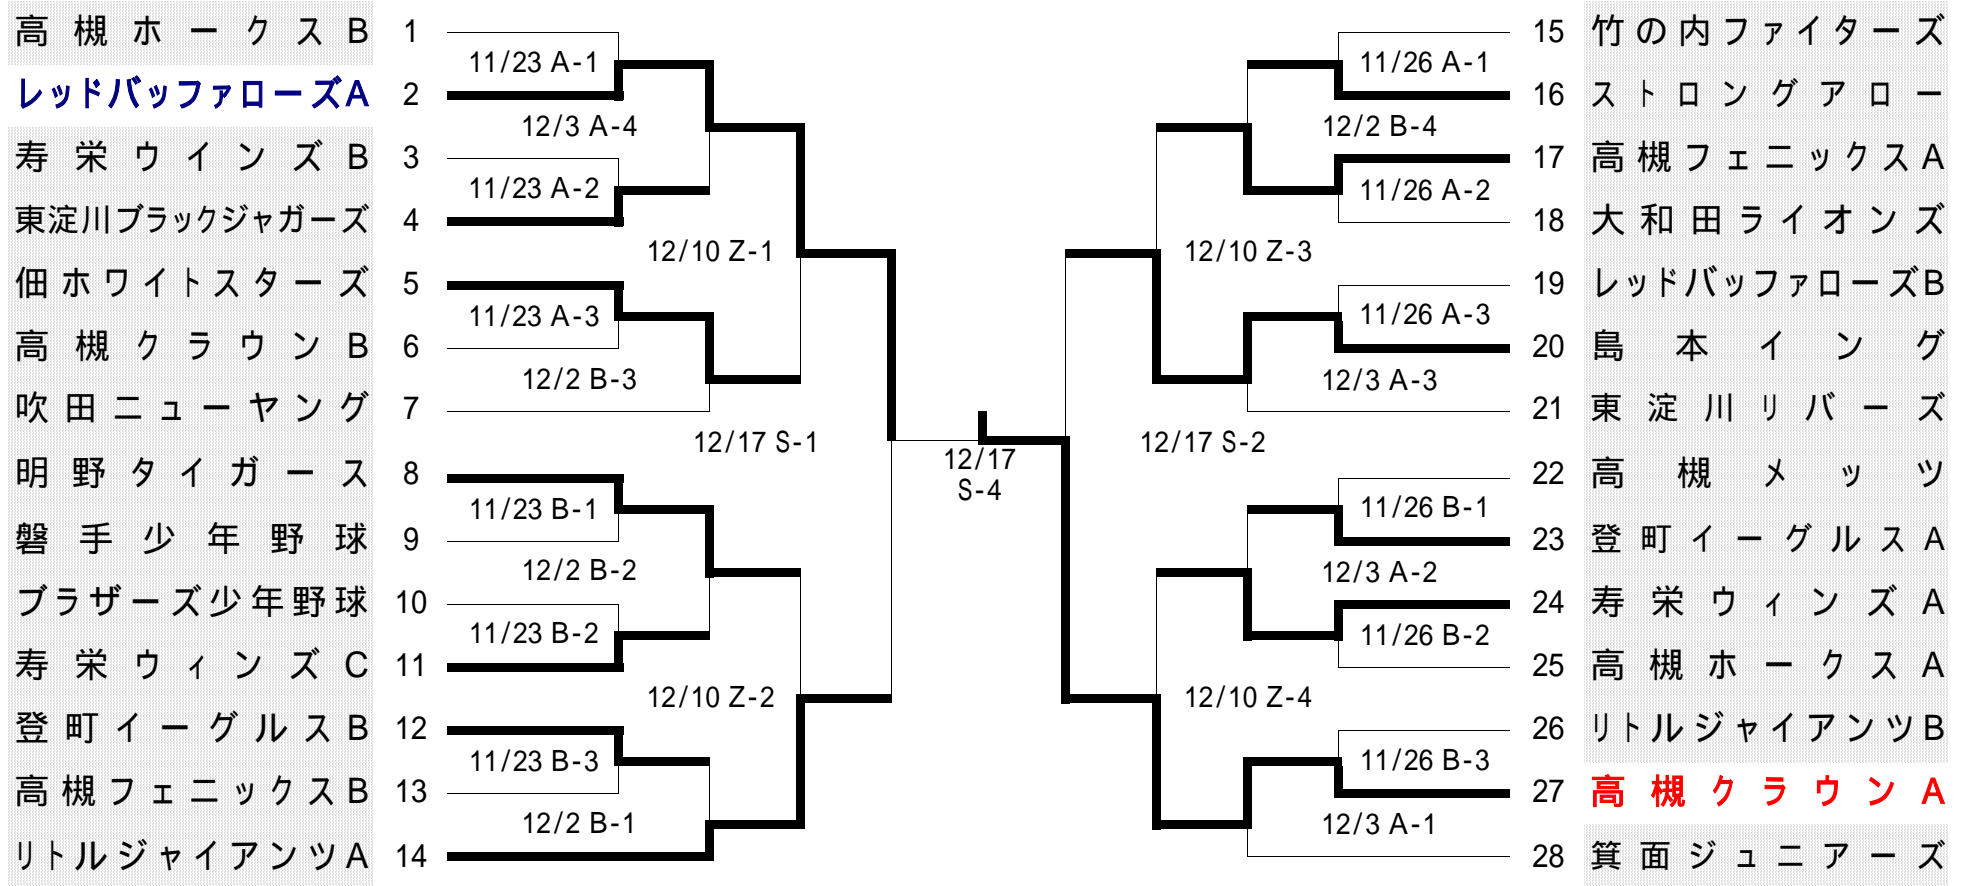 高槻ホークスB 1
11/23 A-1
レッドバッファローズA 2
12/3 A-4
寿栄ウインズB 3
11/23 A-2
東淀川ブラックジャガーズ 4
12/10 Z-1
佃ホワイトスターズ 5
11/23 A-3
高槻クラウンB 6
12/2 B-3
吹田ニューヤング 7
12/17 S-1
明野タイガース 8
11/23 B-1
磐手少年野球 9
12/2 B-2
ブラザーズ少年野球 10
11/23 B-2
寿栄ウィンズC 11
12/10 Z-2
登町イーグルスB 12
11/23 B-3
高槻フェニックスB 13
12/2 B-1
リトルジャイアンツA 14
12/17
S-4
15 竹の内ファイターズ
11/26 A-1
16 ストロングアロー
12/2 B-4
17 高槻フェニックスA
11/26 A-2
18 大和田ライオンズ
12/10 Z-3
19 レッドバッファローズB
11/26 A-3
20 島本イング
12/3 A-3
21 東淀川リバーズ
12/17 S-2
22 高槻メッツ
11/26 B-1
23 登町イーグルスA
12/3 A-2
24 寿栄ウィンズA
11/26 B-2
25 高槻ホークスA
12/10 Z-4
26 リトルジャイアンツB
11/26 B-3
27 高槻クラウンA
12/3 A-1
28 箕面ジュニアーズ